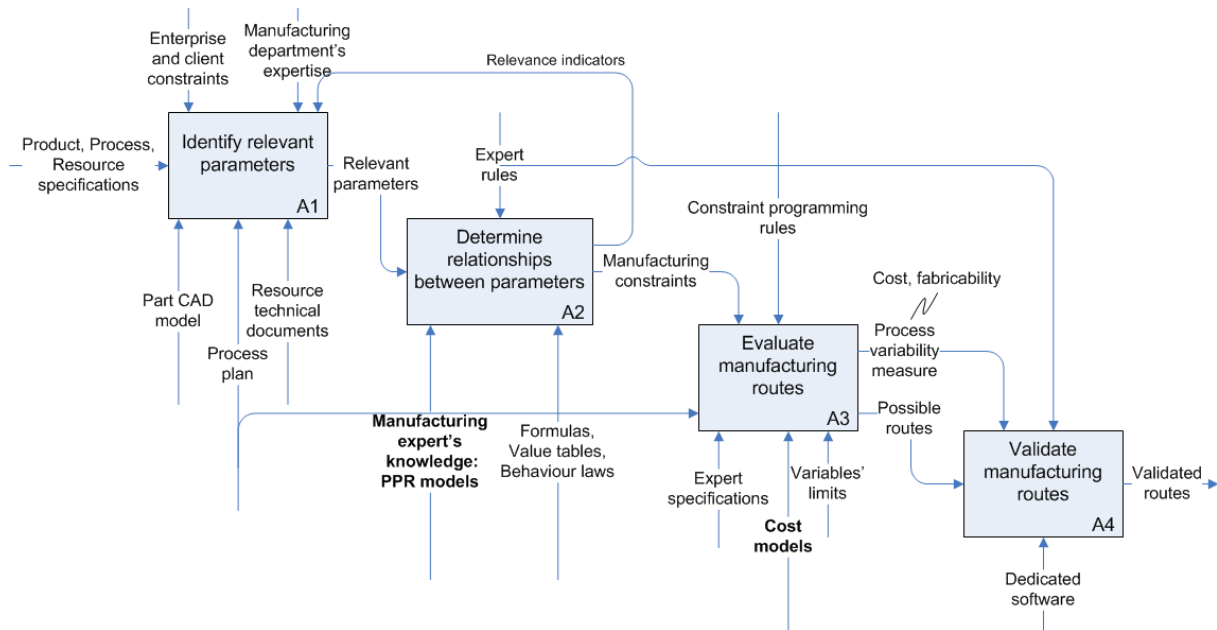 Enterprise
and client
constraints
Manufacturing
department's
expertise
Relevance indicators
Product, Process,
Resource
specifications
Identify relevant
parameters
A1
Relevant
parameters
Expert
rules
Constraint programming
rules
Part CAD
model
Process
plan
Resource
technical
documents
Determine
relationships
between parameters
A2
Manufacturing
constraints
Cost, fabricability
Process
variability
measure
Evaluate
manufacturing
routes
A3
Possible
routes
Manufacturing
expert's
knowledge:
PPR models
Formulas,
Value tables,
Behaviour laws
Expert
specifications
Cost
models
Variables'
limits
Validate
manufacturing
routes
A4
Validated
routes
Dedicated
software